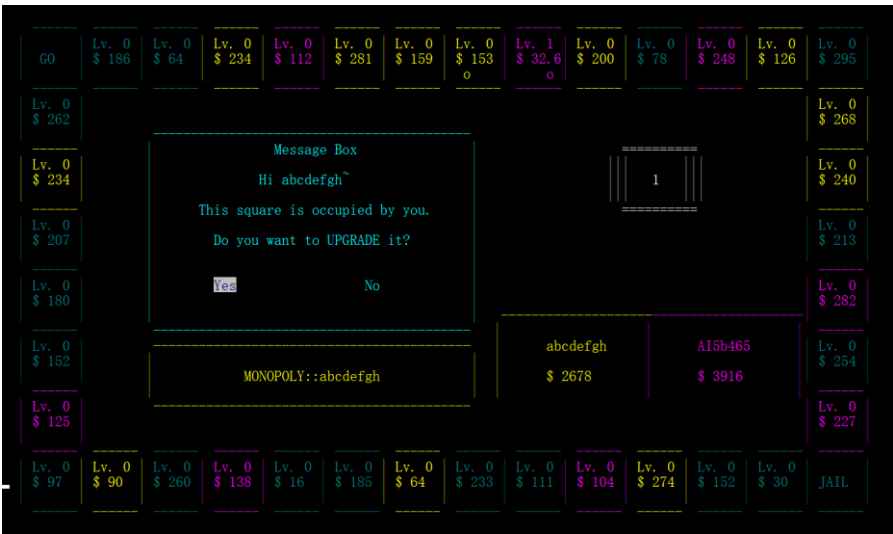 GO Lv. 0 Lv. 0 Lv. 0 Lv. 0 Lv. 0 Lv. 0 Lv. 0 Lv. 1 Lv. 0 Lv. 0 Lv. 0 Lv. 0 Lv. 0
$ 186 $ 64 $ 234 $ 112 $ 281 $ 159 $ 153 $ 32.6 $ 200 $ 78 $ 248 $ 126 $ 295
o o
Lv. 0 Lv. 0
$ 262 $ 268
Message Box
Lv. 0 Lv. 0
$ 234 Hi abcdefgh~ 1 $ 240
This square is occupied by you.
Lv. 0 Lv. 0
$ 207 Do you want to UPGRADE it? $ 213
Lv. 0 Yes No Lv. 0
$ 180 $ 282
Lv. 0 abcdefgh AI5b465 Lv. 0
$ 152 $ 254
MONOPOLY::abcdefgh $ 2678 $ 3916
Lv. 0 Lv. 0
$ 125 $ 227
Lv. 0 Lv. 0 Lv. 0 Lv. 0 Lv. 0 Lv. 0 Lv. 0 Lv. 0 Lv. 0 Lv. 0 Lv. 0 Lv. 0 Lv. 0
$ 97 $ 90 $ 260 $ 138 $ 16 $ 185 $ 64 $ 233 $ 111 $ 104 $ 274 $ 152 $ 30 JAIL